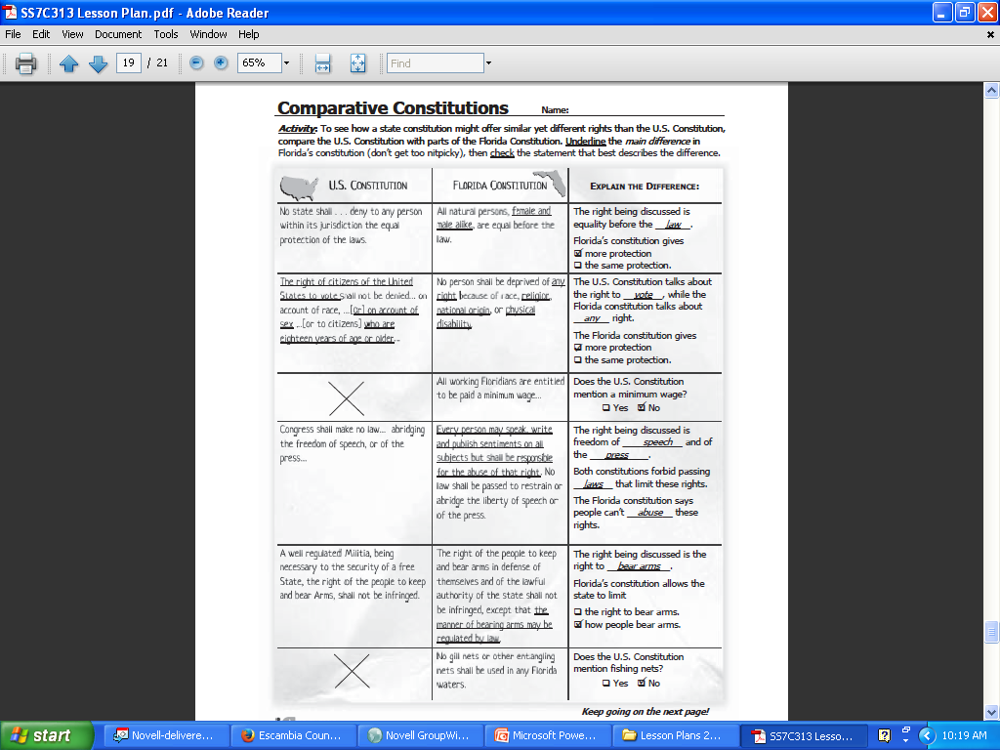 SS7C313 Lesson Plan.pdf - Adobe Reader
File Edit View Document Tools Window Help
19 / 21 65% Find
Comparative Constitutions Name:
Activity: To see how a state constitution might offer similar yet different rights than the U.S. Constitution,
compare the U.S. Constitution with parts of the Florida Constitution. Underline the main difference in
Florida's constitution (don't get too nitpicky), then check the statement that best describes the difference.
U.S. CONSTITUTION
FLORIDA CONSTITUTION
EXPLAIN THE DIFFERENCE:
No state shall . . . deny to any person
within its jurisdiction the equal
protection of the laws.
All natural persons, female and
male alike, are equal before the
law.
The right being discussed is
equality before the law.
Florida's constitution gives
more protection
the same protection.
The right of citizens of the United
States to vote shall not be denied... on
account of race, ...[or] on account of
sex ...[or to citizens] who are
eighteen years of age or older...
No person shall be deprived of any
right because of race, religion,
national origin, or physical
disability.
The U.S. Constitution talks about
the right to vote, while the
Florida constitution talks about
any right.
The Florida constitution gives
more protection
the same protection.
All working Floridians are entitled
to be paid a minimum wage...
Does the U.S. Constitution
mention a minimum wage?
Yes No
Congress shall make no law... abridging
the freedom of speech, or of the
press...
Every person may speak, write
and publish sentiments on all
subjects but shall be responsible
for the abuse of that right. No
law shall be passed to restrain or
abridge the liberty of speech or
of the press.
The right being discussed is
freedom of speech and of
the press.
Both constitutions forbid passing
laws that limit these rights.
The Florida constitution says
people can't abuse these
rights.
A well regulated Militia, being
necessary to the security of a free
State, the right of the people to keep
and bear Arms, shall not be infringed.
The right of the people to keep
and bear arms in defense of
themselves and of the lawful
authority of the state shall not
be infringed, except that the
manner of bearing arms may be
regulated by law.
The right being discussed is the
right to bear arms.
Florida's constitution allows the
state to limit
the right to bear arms.
how people bear arms.
No gill nets or other entangling
nets shall be used in any Florida
waters.
Does the U.S. Constitution
mention fishing nets?
Yes No
Keep going on the next page!
start Novell-delivere... Escambia Coun... Novell GroupWi... Microsoft Powe... Lesson Plans 2... SS7C313 Lesso... 10:19 AM